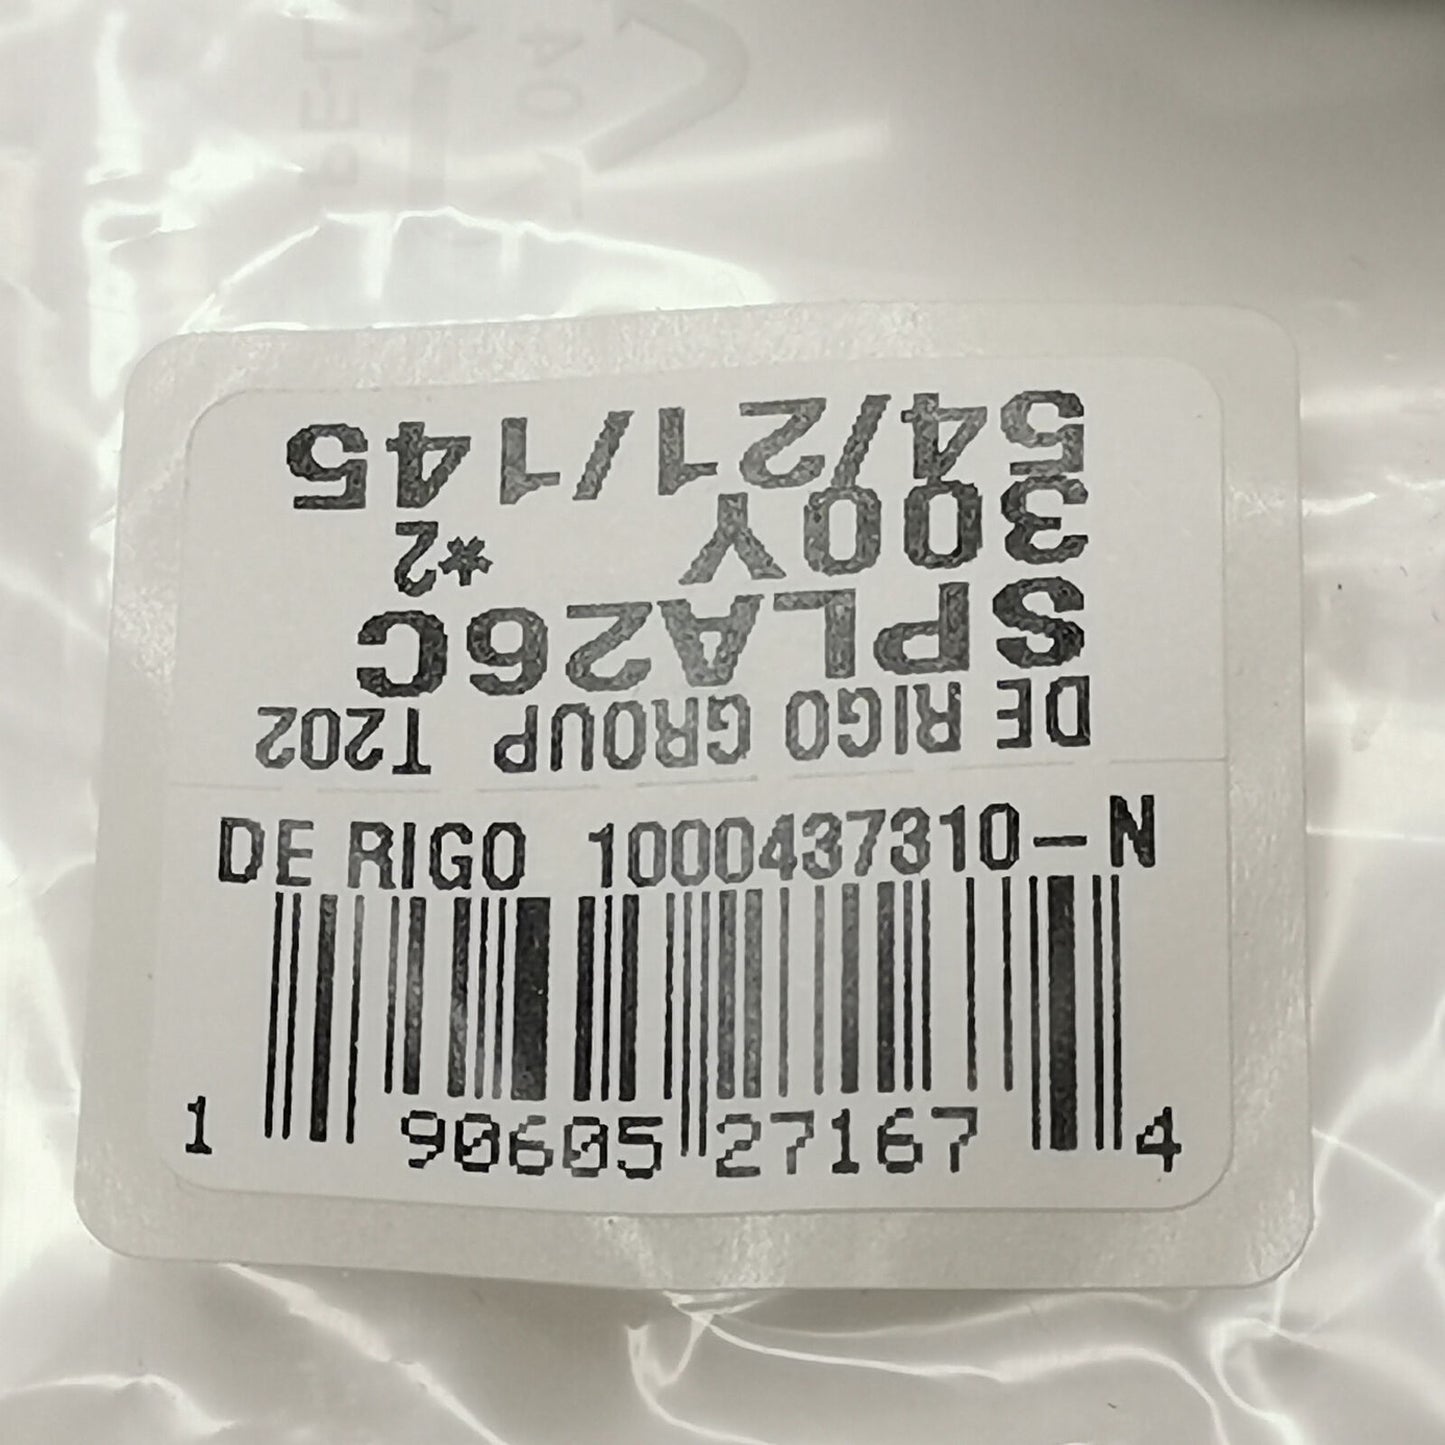 DE RIGO GROUP T202
SPLA26C
300Y *2
54/21/145
DE RIGO 1000437310-N
1 90605 27167 4